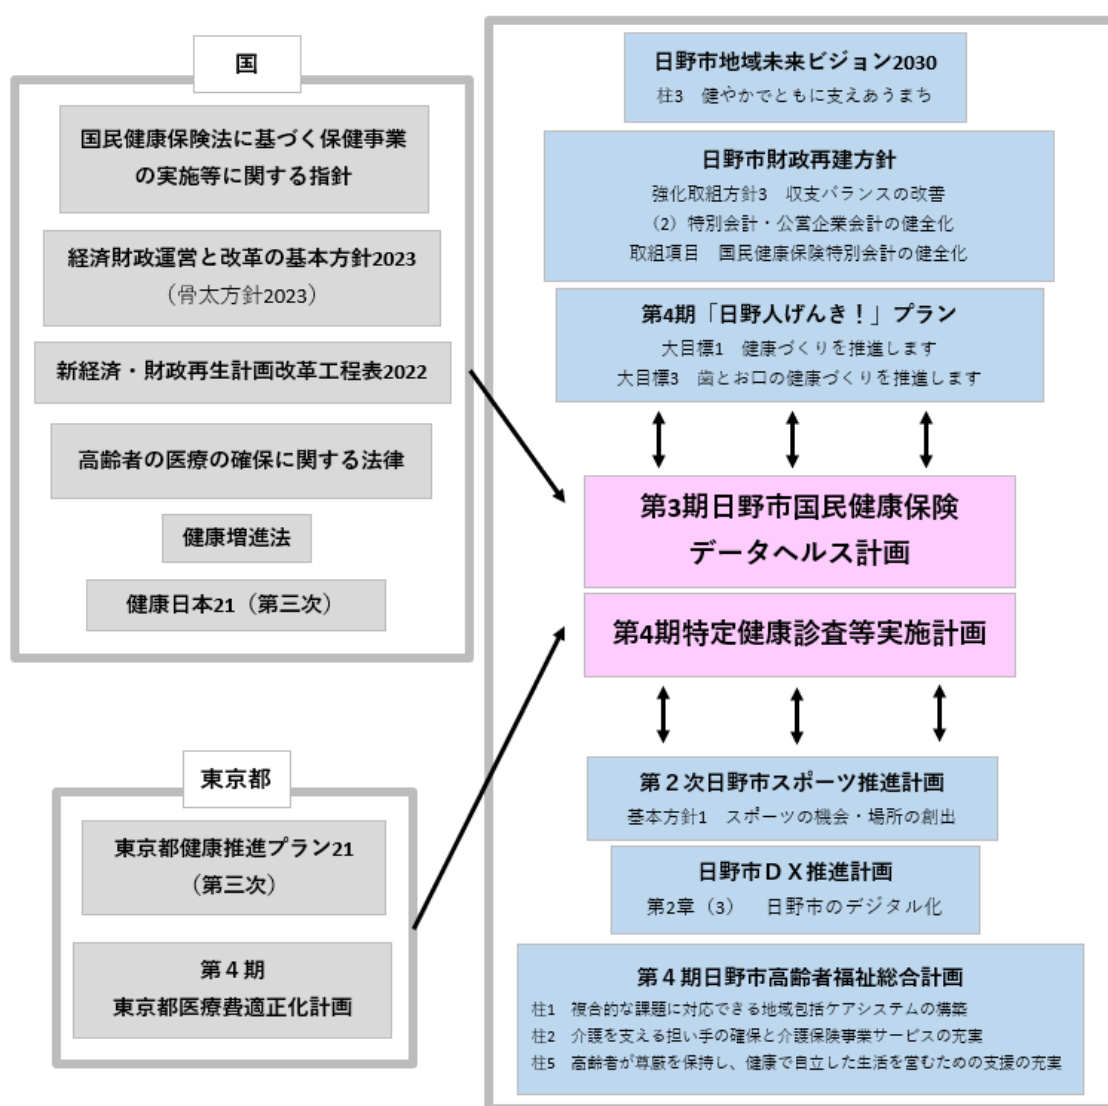 国
国民健康保険法に基づく保健事業
の実施等に関する指針
経済財政運営と改革の基本方針2023
（骨太方針2023）
新経済・財政再生計画改革工程表2022
高齢者の医療の確保に関する法律
健康増進法
健康日本21（第三次）
東京都
東京都健康推進プラン21
（第三次）
第４期
東京都医療費適正化計画
日野市地域未来ビジョン2030
柱3　健やかでともに支えあうまち
日野市財政再建方針
強化取組方針3　収支バランスの改善
（2）特別会計・公営企業会計の健全化
取組項目　国民健康保険特別会計の健全化
第4期「日野人げんき！」プラン
大目標1　健康づくりを推進します
大目標3　歯とお口の健康づくりを推進します
第3期日野市国民健康保険
データヘルス計画
第4期特定健康診査等実施計画
第２次日野市スポーツ推進計画
基本方針1　スポーツの機会・場所の創出
日野市ＤＸ推進計画
第2章（3）　日野市のデジタル化
第４期日野市高齢者福祉総合計画
柱1　複合的な課題に対応できる地域包括ケアシステムの構築
柱2　介護を支える担い手の確保と介護保険事業サービスの充実
柱5　高齢者が尊厳を保持し、健康で自立した生活を営むための支援の充実